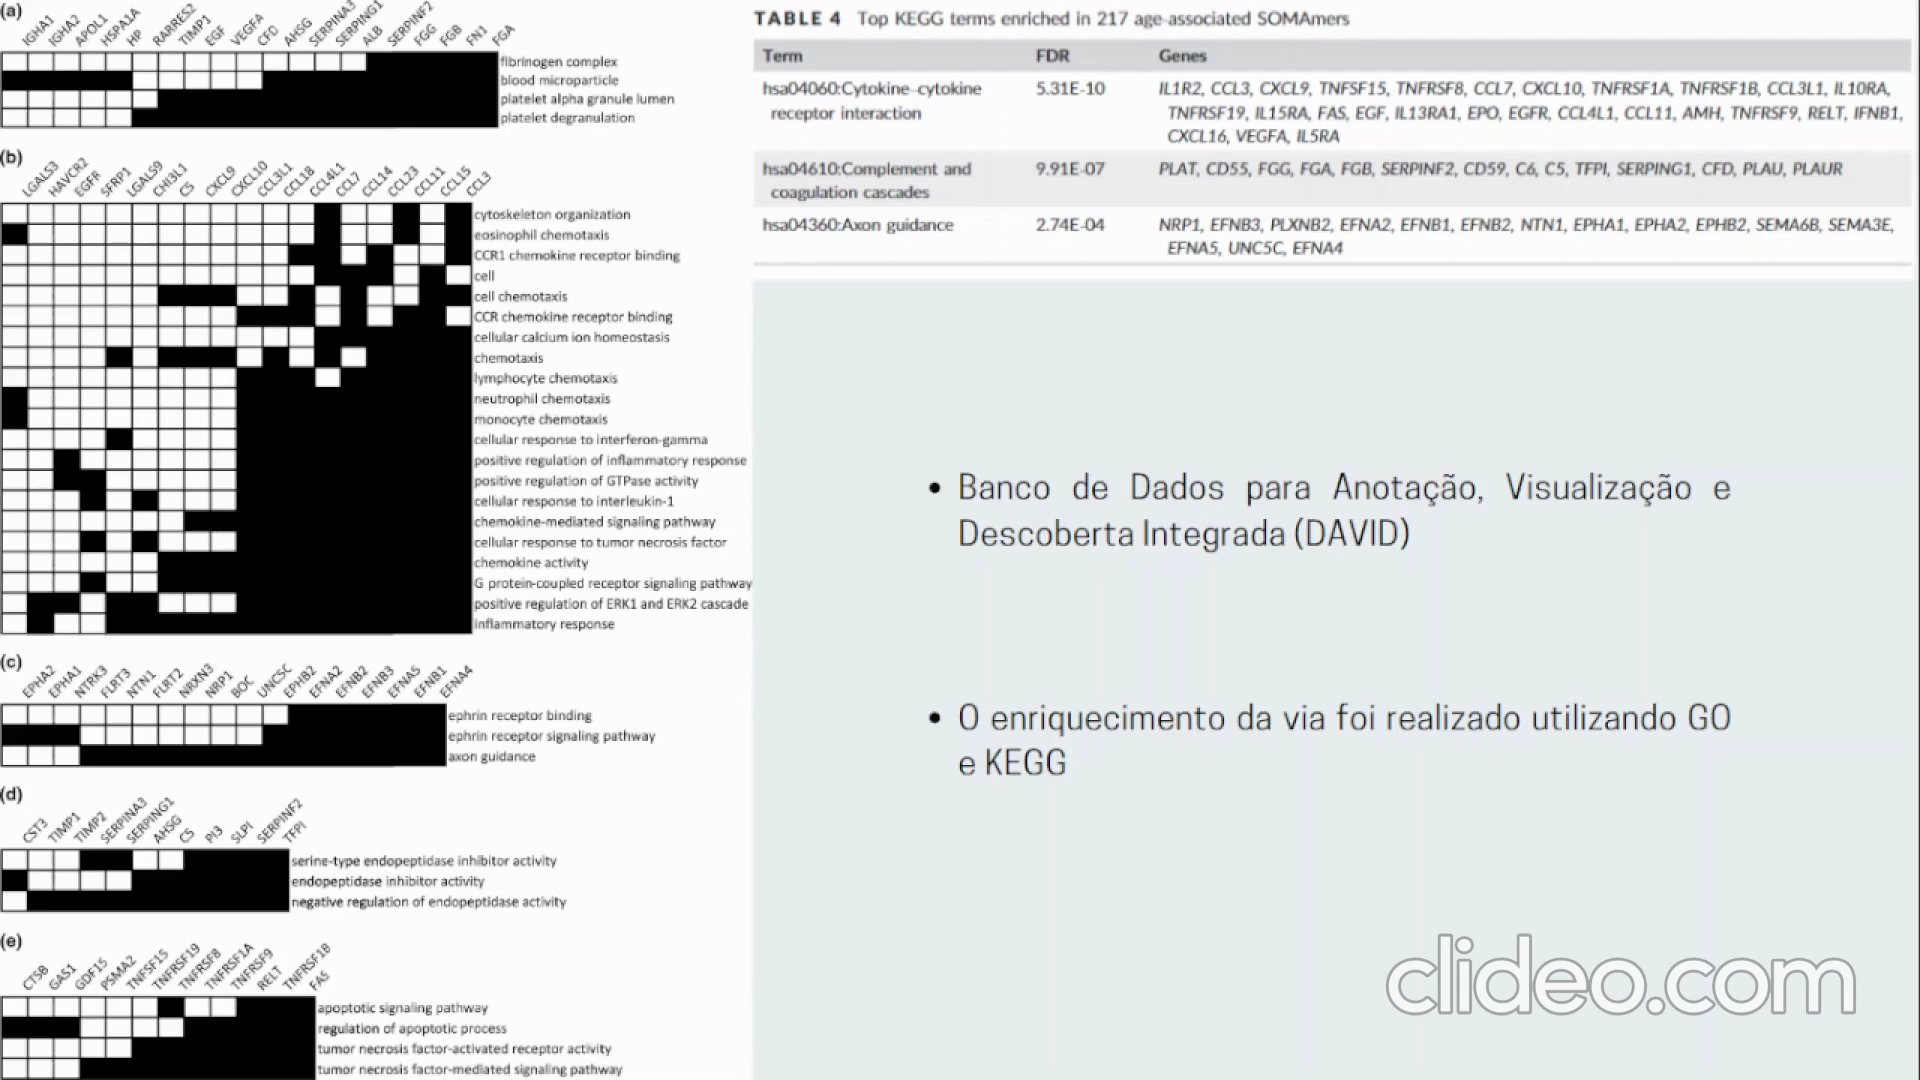 (a)
IGHA1 IGHA2 APOL1 HSPA1A HP RARRES2 TIMP1 EGF VEGFA CFD AHSG SERPINA3 SERPING1 ALB SERPINF2 FGG FGB FN1 FGA
fibrinogen complex
blood microparticle
platelet alpha granule lumen
platelet degranulation
(b)
LGALS3 HAVCR2 EGFR SFRP1 LGALS9 CHI3L1 C5 CXCL9 CXCL10 CCL3L1 CCL18 CCL4L1 CCL7 CCL14 CCL23 CCL11 CCL15 CCL3
cytoskeleton organization
eosinophil chemotaxis
CCR1 chemokine receptor binding
cell
cell chemotaxis
CCR chemokine receptor binding
cellular calcium ion homeostasis
chemotaxis
lymphocyte chemotaxis
neutrophil chemotaxis
monocyte chemotaxis
cellular response to interferon-gamma
positive regulation of inflammatory response
positive regulation of GTPase activity
cellular response to interleukin-1
chemokine-mediated signaling pathway
cellular response to tumor necrosis factor
chemokine activity
G protein-coupled receptor signaling pathway
positive regulation of ERK1 and ERK2 cascade
inflammatory response
(c)
EPHA2 EPHA1 NTRK3 FLRT3 NTN1 FLRT2 NRXN3 NRP1 BOC UNC5C EPHB2 EFNA2 EFNB2 EFNB3 EFNA5 EFNB1 EFNA4
ephrin receptor binding
ephrin receptor signaling pathway
axon guidance
(d)
CST3 TIMP1 TIMP2 SERPINA3 SERPING1 AHSG C5 PI3 SLPI SERPINF2 TFPI
serine-type endopeptidase inhibitor activity
endopeptidase inhibitor activity
negative regulation of endopeptidase activity
(e)
CTSB GAS1 GDF15 PSMA2 TNFSF15 TNFRSF19 TNFRSF8 TNFRSF1A TNFRSF9 RELT TNFRSF1B FAS
apoptotic signaling pathway
regulation of apoptotic process
tumor necrosis factor-activated receptor activity
tumor necrosis factor-mediated signaling pathway
TABLE 4 Top KEGG terms enriched in 217 age-associated SOMAmers
Term FDR Genes
hsa04060:Cytokine–cytokine 5.31E-10 IL1R2, CCL3, CXCL9, TNFSF15, TNFRSF8, CCL7, CXCL10, TNFRSF1A, TNFRSF1B, CCL3L1, IL10RA,
receptor interaction TNFRSF19, IL15RA, FAS, EGF, IL13RA1, EPO, EGFR, CCL4L1, CCL11, AMH, TNFRSF9, RELT, IFNB1,
CXCL16, VEGFA, IL5RA
hsa04610:Complement and 9.91E-07 PLAT, CD55, FGG, FGA, FGB, SERPINF2, CD59, C6, C5, TFPI, SERPING1, CFD, PLAU, PLAUR
coagulation cascades
hsa04360:Axon guidance 2.74E-04 NRP1, EFNB3, PLXNB2, EFNA2, EFNB1, EFNB2, NTN1, EPHA1, EPHA2, EPHB2, SEMA6B, SEMA3E,
EFNA5, UNC5C, EFNA4
• Banco de Dados para Anotação, Visualização e
Descoberta Integrada (DAVID)
• O enriquecimento da via foi realizado utilizando GO
e KEGG
clideo.com